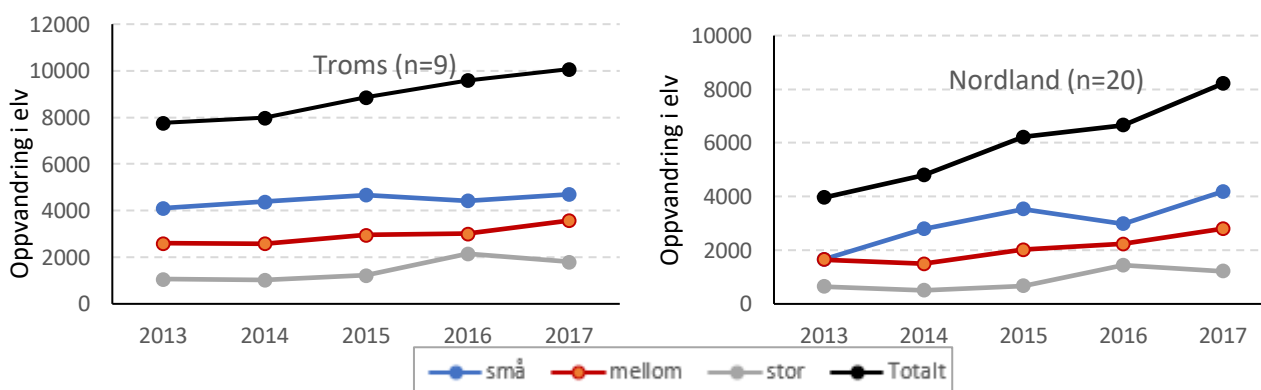 Oppvandring i elv
12000
10000
8000
6000
4000
2000
0
Troms (n=9)
2013 2014 2015 2016 2017
Oppvandring i elv
10000
8000
6000
4000
2000
0
Nordland (n=20)
2013 2014 2015 2016 2017
små mellom stor Totalt